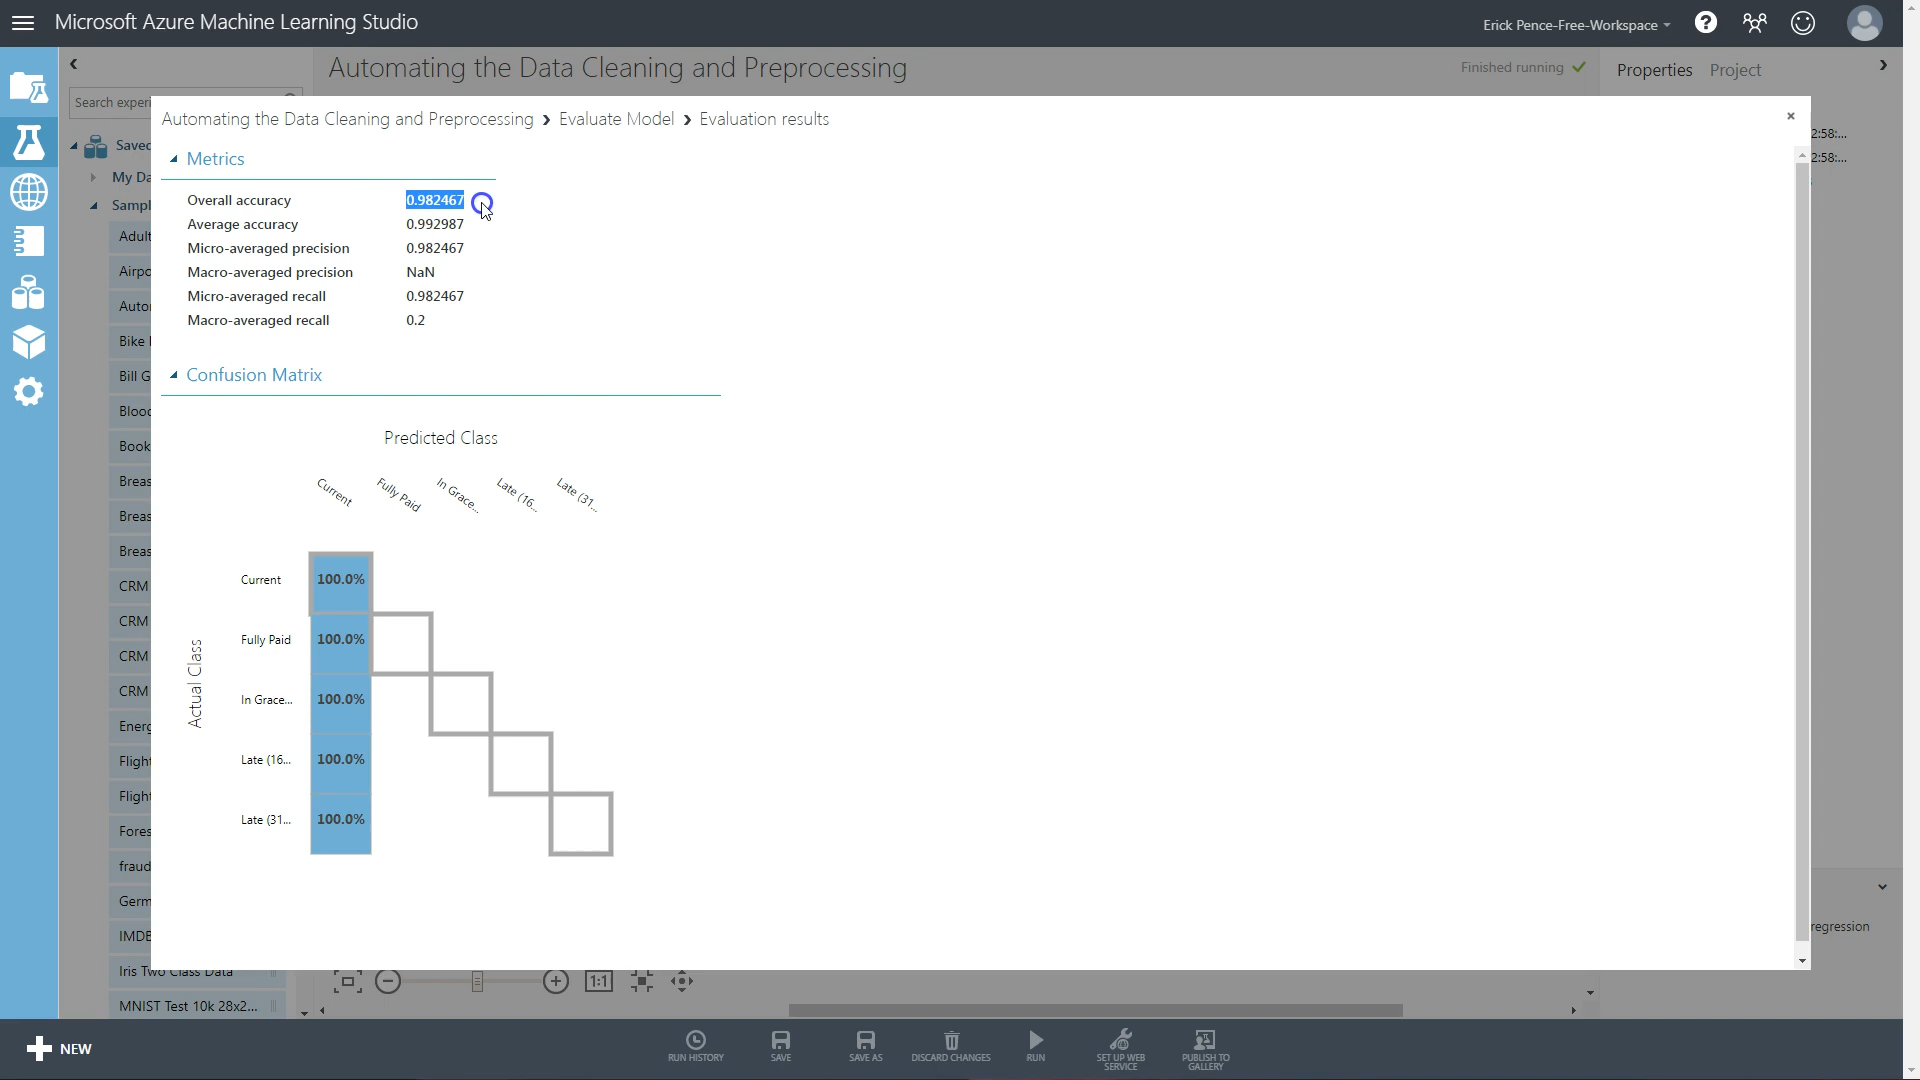 Microsoft Azure Machine Learning Studio
Erick Pence-Free-Workspace
Automating the Data Cleaning and Preprocessing
Finished running
Properties Project
Search experi
Automating the Data Cleaning and Preprocessing > Evaluate Model > Evaluation results
Metrics
Overall accuracy 0.982467
Average accuracy 0.992987
Micro-averaged precision 0.982467
Macro-averaged precision NaN
Micro-averaged recall 0.982467
Macro-averaged recall 0.2
Confusion Matrix
Predicted Class
Current Fully Paid In Grace... Late (16... Late (31...
Actual Class
Current 100.0%
Fully Paid 100.0%
In Grace... 100.0%
Late (16... 100.0%
Late (31... 100.0%
2:58:...
2:58:...
Saved
My Da
Sampl
Adult
Airpo
Auto
Bike
Bill G
Blood
Book
Breas
Breas
Breas
CRM
CRM
CRM
CRM
Energ
Flight
Flight
Fores
fraud
Germ
IMDB
Iris Two Class Data
MNIST Test 10k 28x2...
regression
1:1
NEW
RUN HISTORY
SAVE
SAVE AS
DISCARD CHANGES
RUN
SET UP WEB
SERVICE
PUBLISH TO
GALLERY